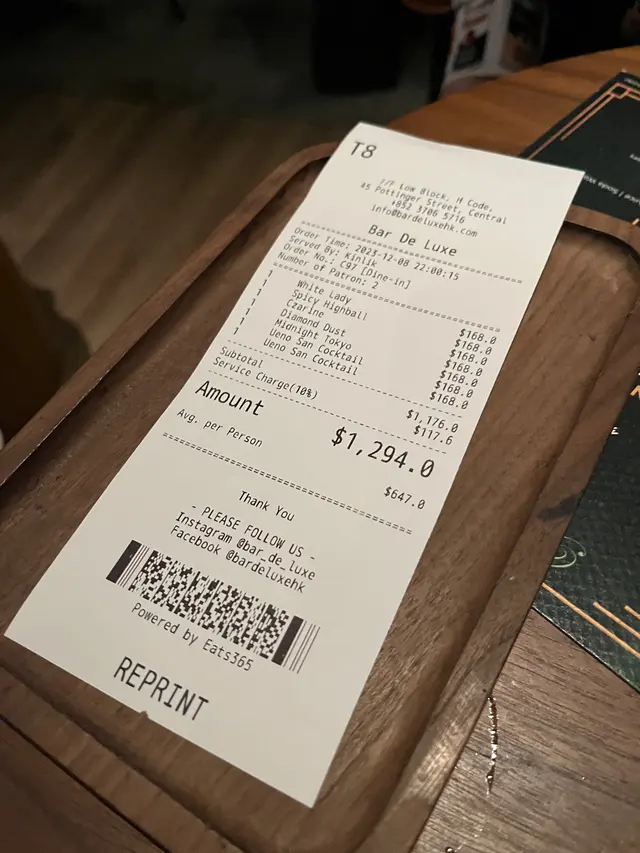 T8
7/F Low Block, H Code,
45 Pottinger Street, Central
+852 3706 5716
info@bardeluxehk.com
Bar De Luxe
Order Time: 2023-12-08 22:00:15
Served By: Kinlik
Order No.: C97 [Dine-in]
Number of Patron: 2
1 White Lady $168.0
1 Spicy Highball $168.0
1 Czarine $168.0
1 Diamond Dust $168.0
1 Midnight Tokyo $168.0
1 Ueno San Cocktail $168.0
1 Ueno San Cocktail $168.0
Subtotal $1,176.0
Service Charge(10%) $117.6
Amount $1,294.0
Avg. per Person $647.0
Thank You
- PLEASE FOLLOW US -
Instagram @bar_de_luxe
Facebook @bardeluxehk
Powered by Eats365
REPRINT